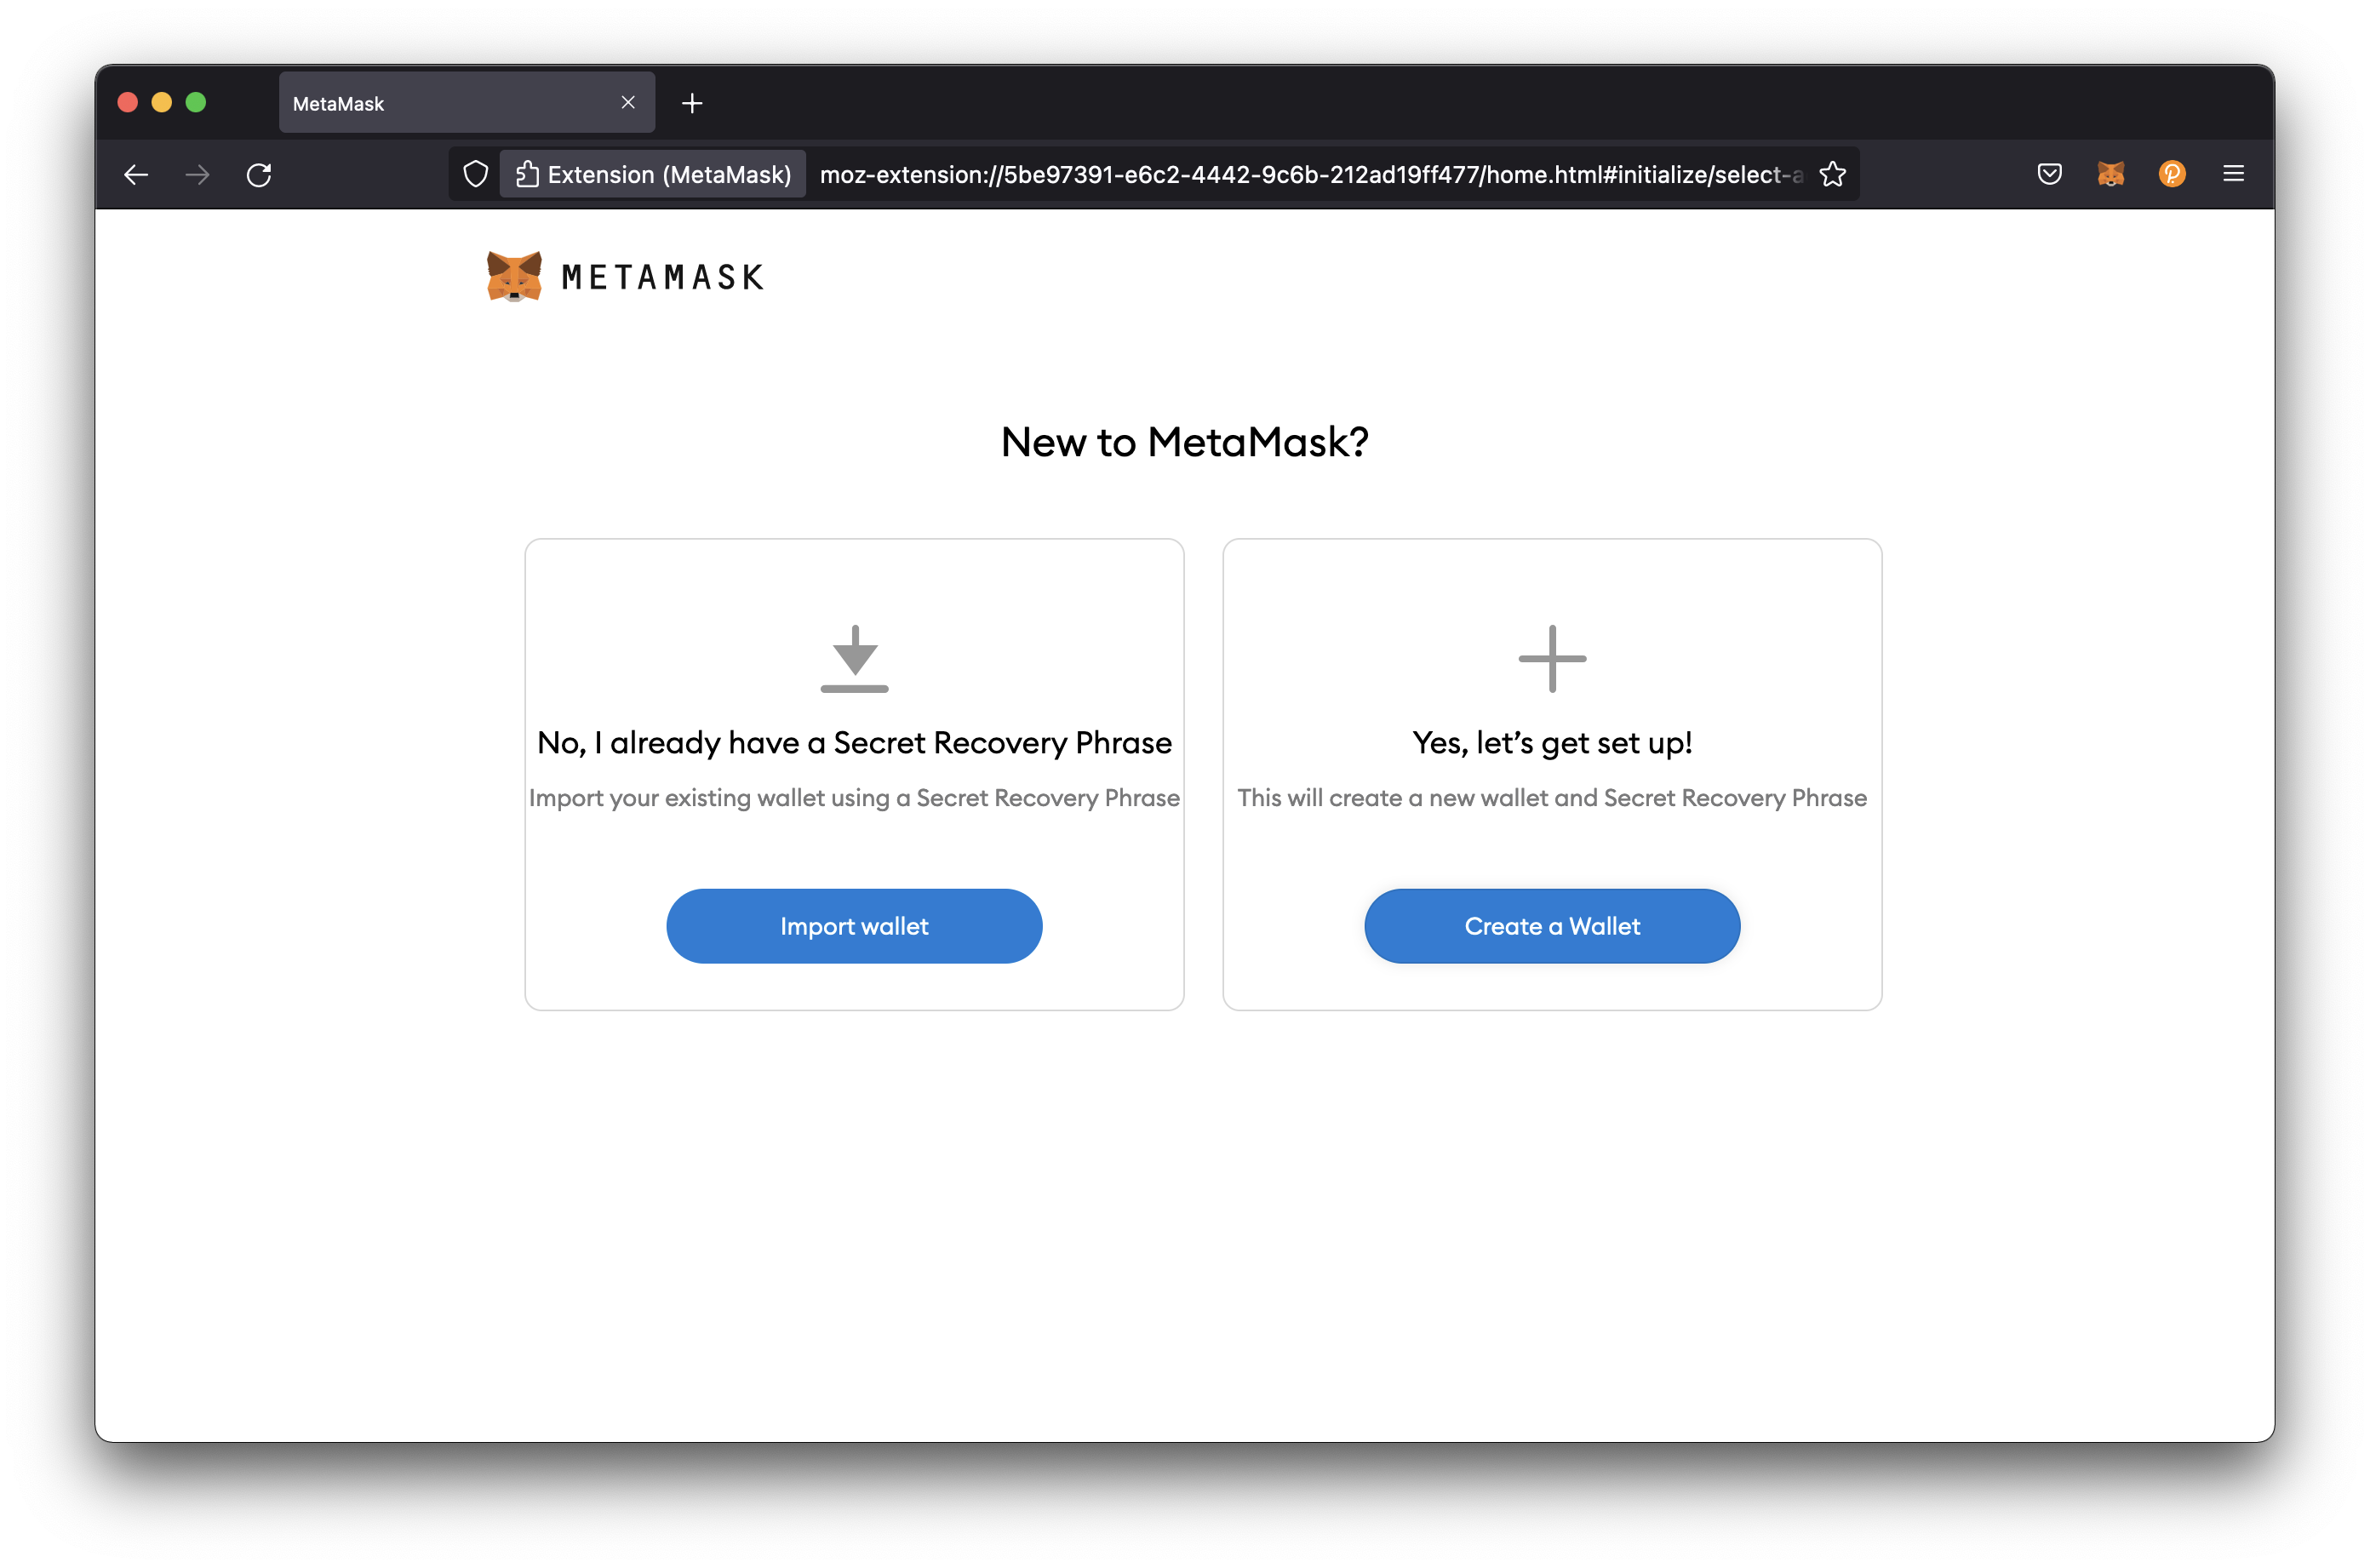 MetaMask
Extension (MetaMask) moz-extension://5be97391-e6c2-4442-9c6b-212ad19ff477/home.html#initialize/select-a
METAMASK
New to MetaMask?
No, I already have a Secret Recovery Phrase
Import your existing wallet using a Secret Recovery Phrase
Import wallet
Yes, let’s get set up!
This will create a new wallet and Secret Recovery Phrase
Create a Wallet